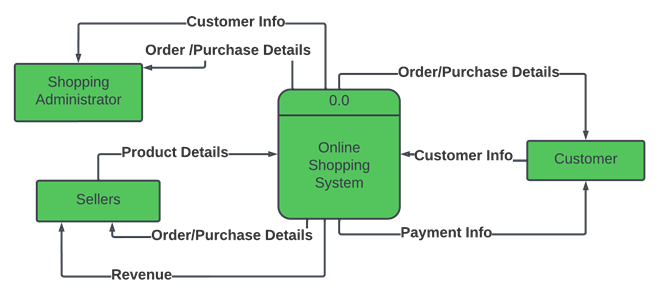 Customer Info
Order /Purchase Details
Shopping
Administrator
Order/Purchase Details
0.0
Online
Shopping
System
Product Details
Customer Info
Customer
Sellers
Order/Purchase Details
Payment Info
Revenue